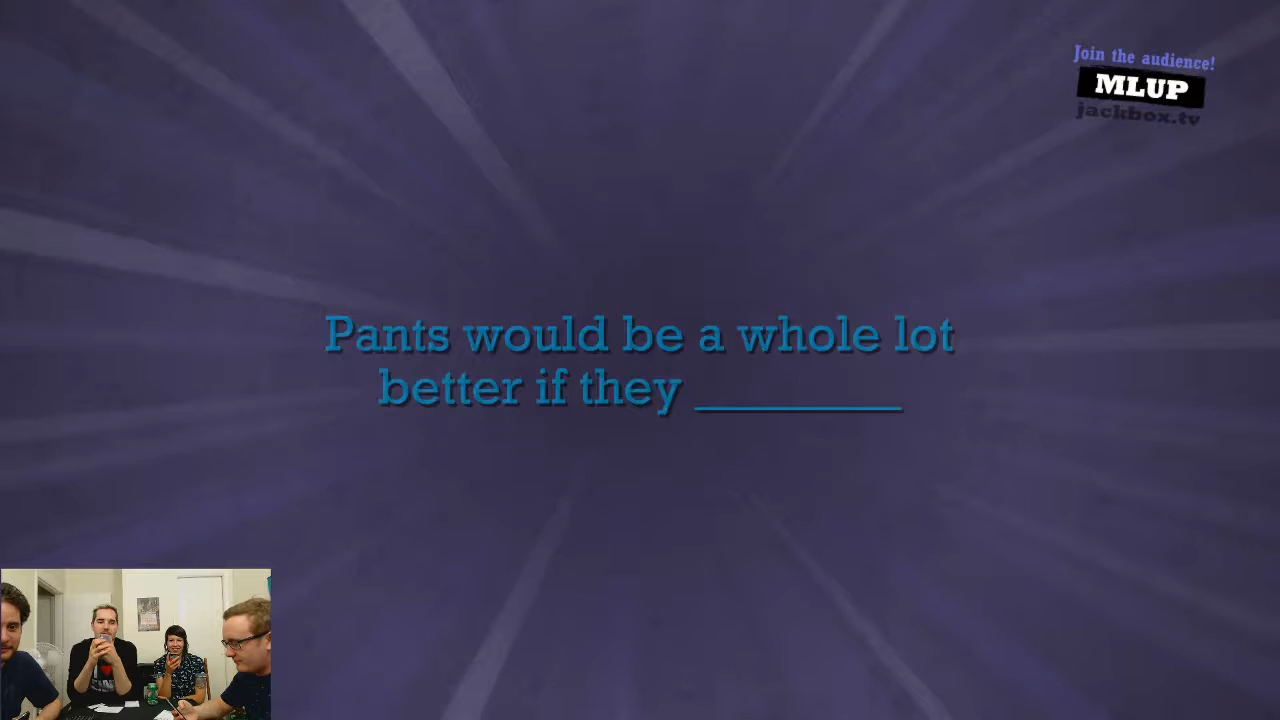 Join the audience!
MLUP
jackbox.tv
Pants would be a whole lot
better if they ________